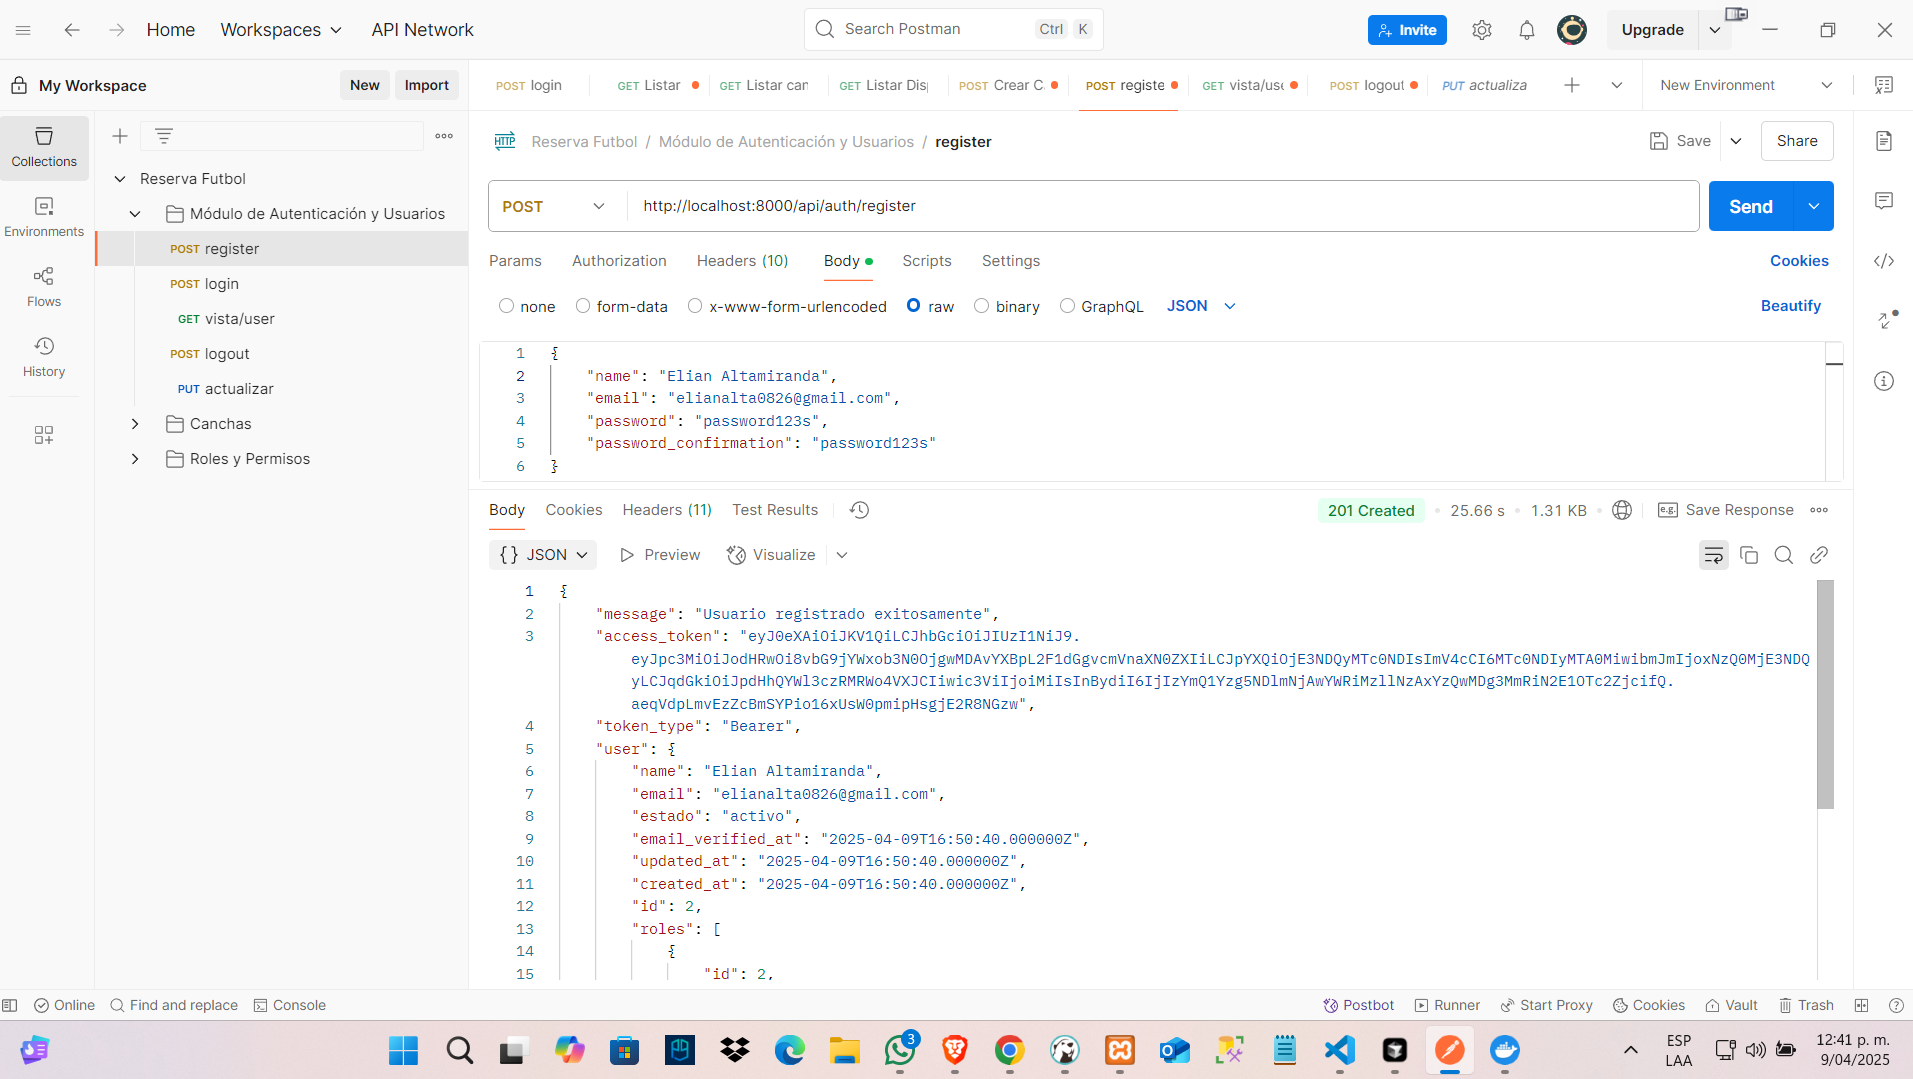 Home
Workspaces
API Network
Search Postman
Ctrl K
Invite
Upgrade
My Workspace
New
Import
POST login
GET Listar
GET Listar can
GET Listar Dis
POST Crear C
POST registe
GET vista/use
POST logout
PUT actualiza
New Environment
Collections
Environments
Flows
History
Reserva Futbol
Módulo de Autenticación y Usuarios
POST register
POST login
GET vista/user
POST logout
PUT actualizar
Canchas
Roles y Permisos
HTTP Reserva Futbol / Módulo de Autenticación y Usuarios / register
Save
Share
POST
http://localhost:8000/api/auth/register
Send
Params
Authorization
Headers (10)
Body
Scripts
Settings
Cookies
none
form-data
x-www-form-urlencoded
raw
binary
GraphQL
JSON
Beautify
1 {
2 "name": "Elian Altamiranda",
3 "email": "elianalta0826@gmail.com",
4 "password": "password123s",
5 "password_confirmation": "password123s"
6 }
Body
Cookies
Headers (11)
Test Results
201 Created
25.66 s
1.31 KB
e.g. Save Response
{} JSON
Preview
Visualize
1 {
2 "message": "Usuario registrado exitosamente",
3 "access_token": "eyJ0eXAiOiJKV1QiLCJhbGciOiJIUzI1NiJ9.
eyJpc3MiOiJodHRwOi8vbG9jYWxob3N0OjgwMDAvYXBpL2F1dGgvcmVnaXN0ZXIiLCJpYXQiOjE3NDQyMTc0NDIsImV4cCI6MTc0NDIyMTA0MiwibmJmIjoxNzQ0MjE3NDQ
yLCJqdGkiOiJpdHhQYWl3czRMRWo4VXJCIiwic3ViIjoiMiIsInBydiI6IjIzYmQ1Yzg5NDlmNjAwYWRiMzllNzAxYzQwMDg3MmRiN2E1OTc2ZjcifQ.
aeqVdpLmvEzZcBmSYPio16xUsW0pmipHsgjE2R8NGzw",
4 "token_type": "Bearer",
5 "user": {
6 "name": "Elian Altamiranda",
7 "email": "elianalta0826@gmail.com",
8 "estado": "activo",
9 "email_verified_at": "2025-04-09T16:50:40.000000Z",
10 "updated_at": "2025-04-09T16:50:40.000000Z",
11 "created_at": "2025-04-09T16:50:40.000000Z",
12 "id": 2,
13 "roles": [
14 {
15 "id": 2,
Online
Find and replace
Console
Postbot
Runner
Start Proxy
Cookies
Vault
Trash
3
ESP
LAA
12:41 p. m.
9/04/2025